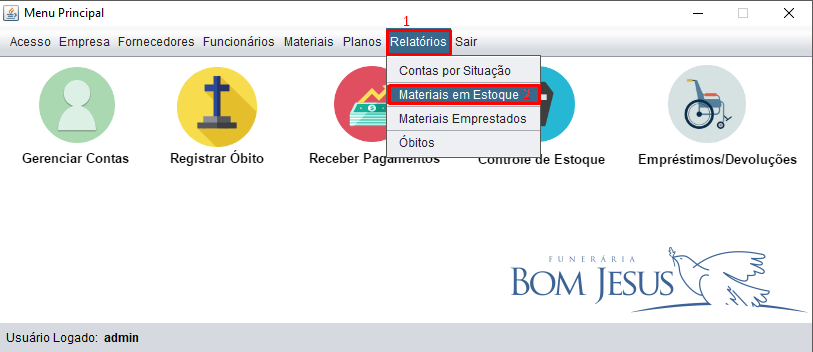 Menu Principal
1
Acesso Empresa Fornecedores Funcionários Materiais Planos Relatórios Sair
Contas por Situação
Materiais em Estoque 2
Materiais Emprestados
Óbitos
Gerenciar Contas
Registrar Óbito
Receber Pagamentos
Controle de Estoque
Empréstimos/Devoluções
FUNERÁRIA
BOM JESUS
Usuário Logado: admin